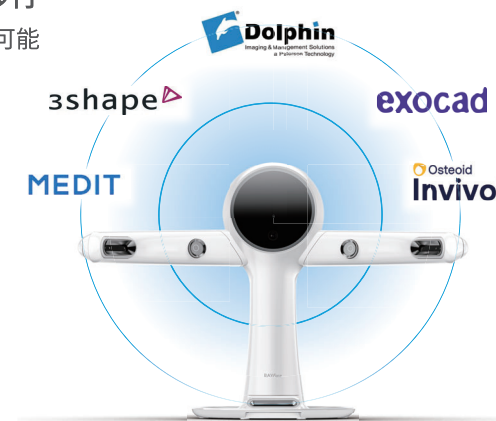 可能
Dolphin
Imaging & Management Solutions
a Patterson Technology
3shape
exocad
MEDIT
Osteoid
Invivo